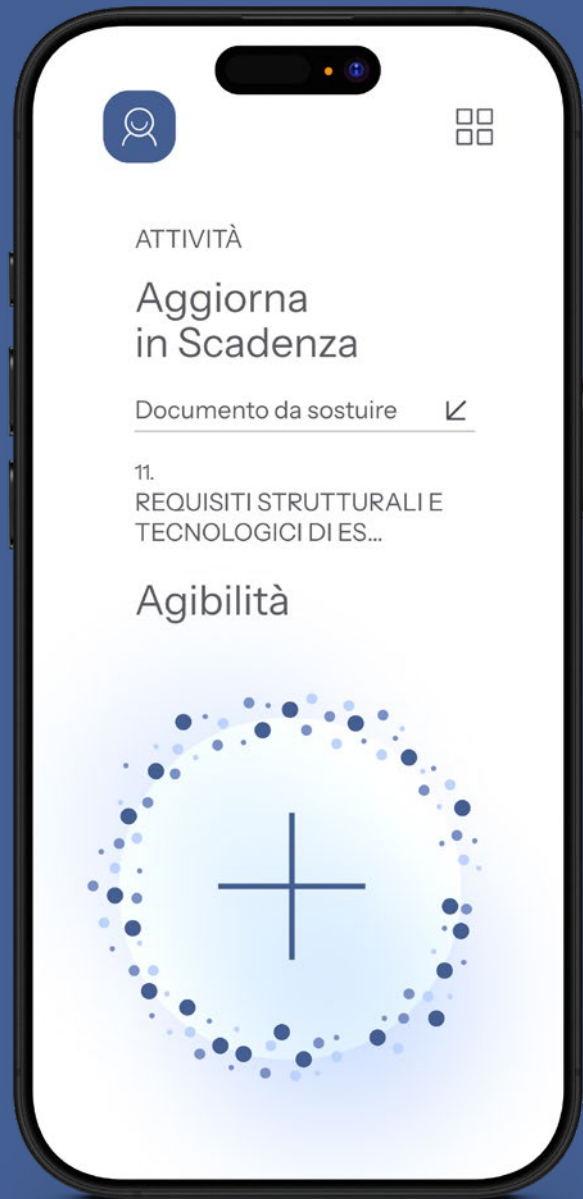 ATTIVITÀ
Aggiorna
in Scadenza
Documento da sostuire
11.
REQUISITI STRUTTURALI E
TECNOLOGICI DI ES...
Agibilità